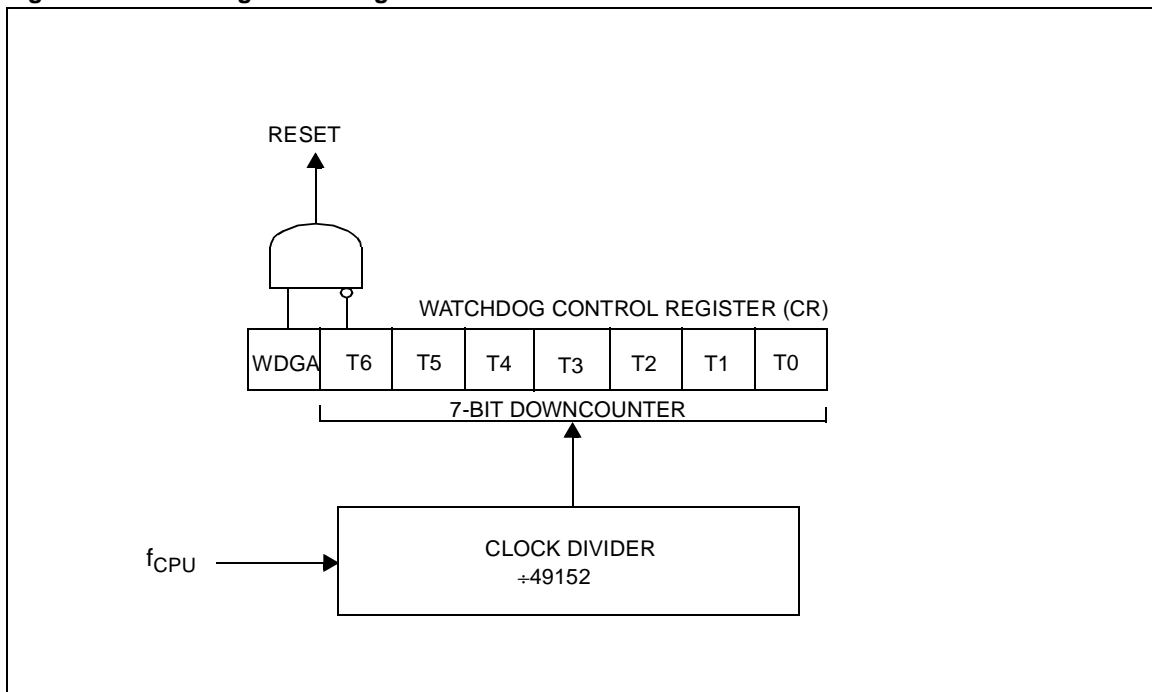 RESET
WATCHDOG CONTROL REGISTER (CR)
WDGA T6 T5 T4 T3 T2 T1 T0
7-BIT DOWNCOUNTER
fCPU
CLOCK DIVIDER
÷49152